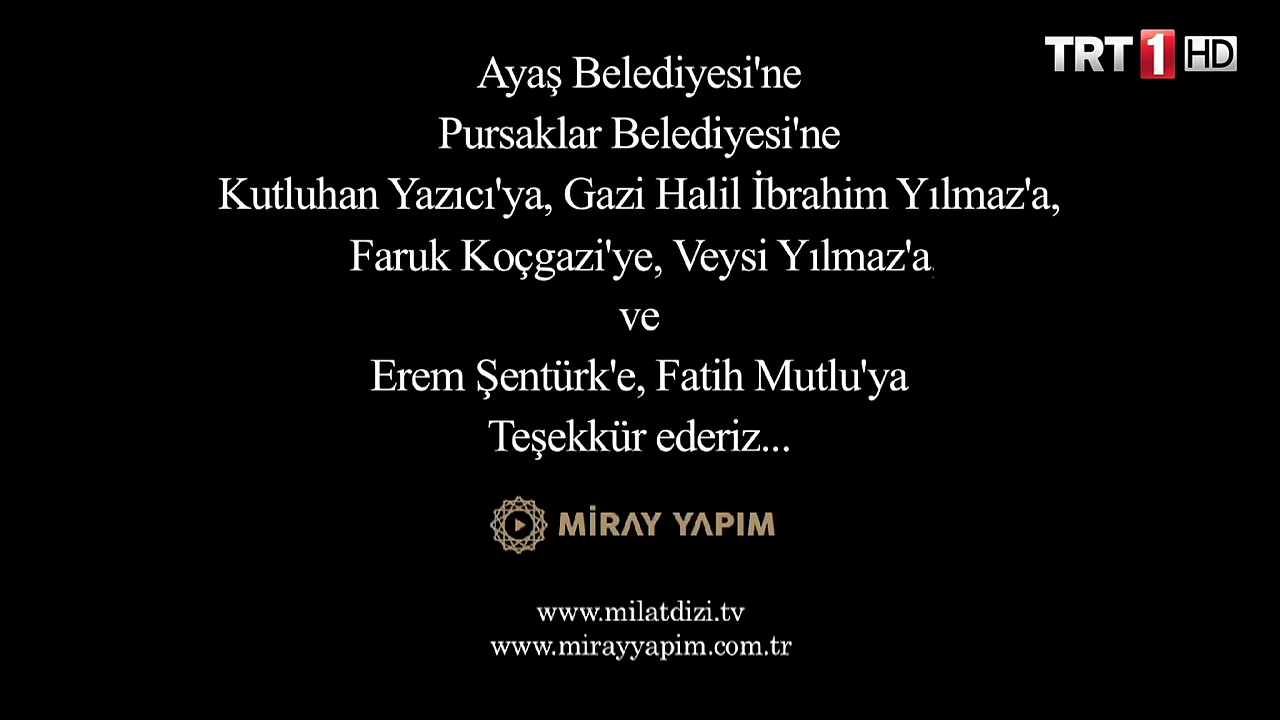 TRT 1 HD
Ayaş Belediyesi'ne
Pursaklar Belediyesi'ne
Kutluhan Yazıcı'ya, Gazi Halil İbrahim Yılmaz'a,
Faruk Koçgazi'ye, Veysi Yılmaz'a
ve
Erem Şentürk'e, Fatih Mutlu'ya
Teşekkür ederiz...
MİRAY YAPIM
www.milatdizi.tv
www.mirayyapim.com.tr